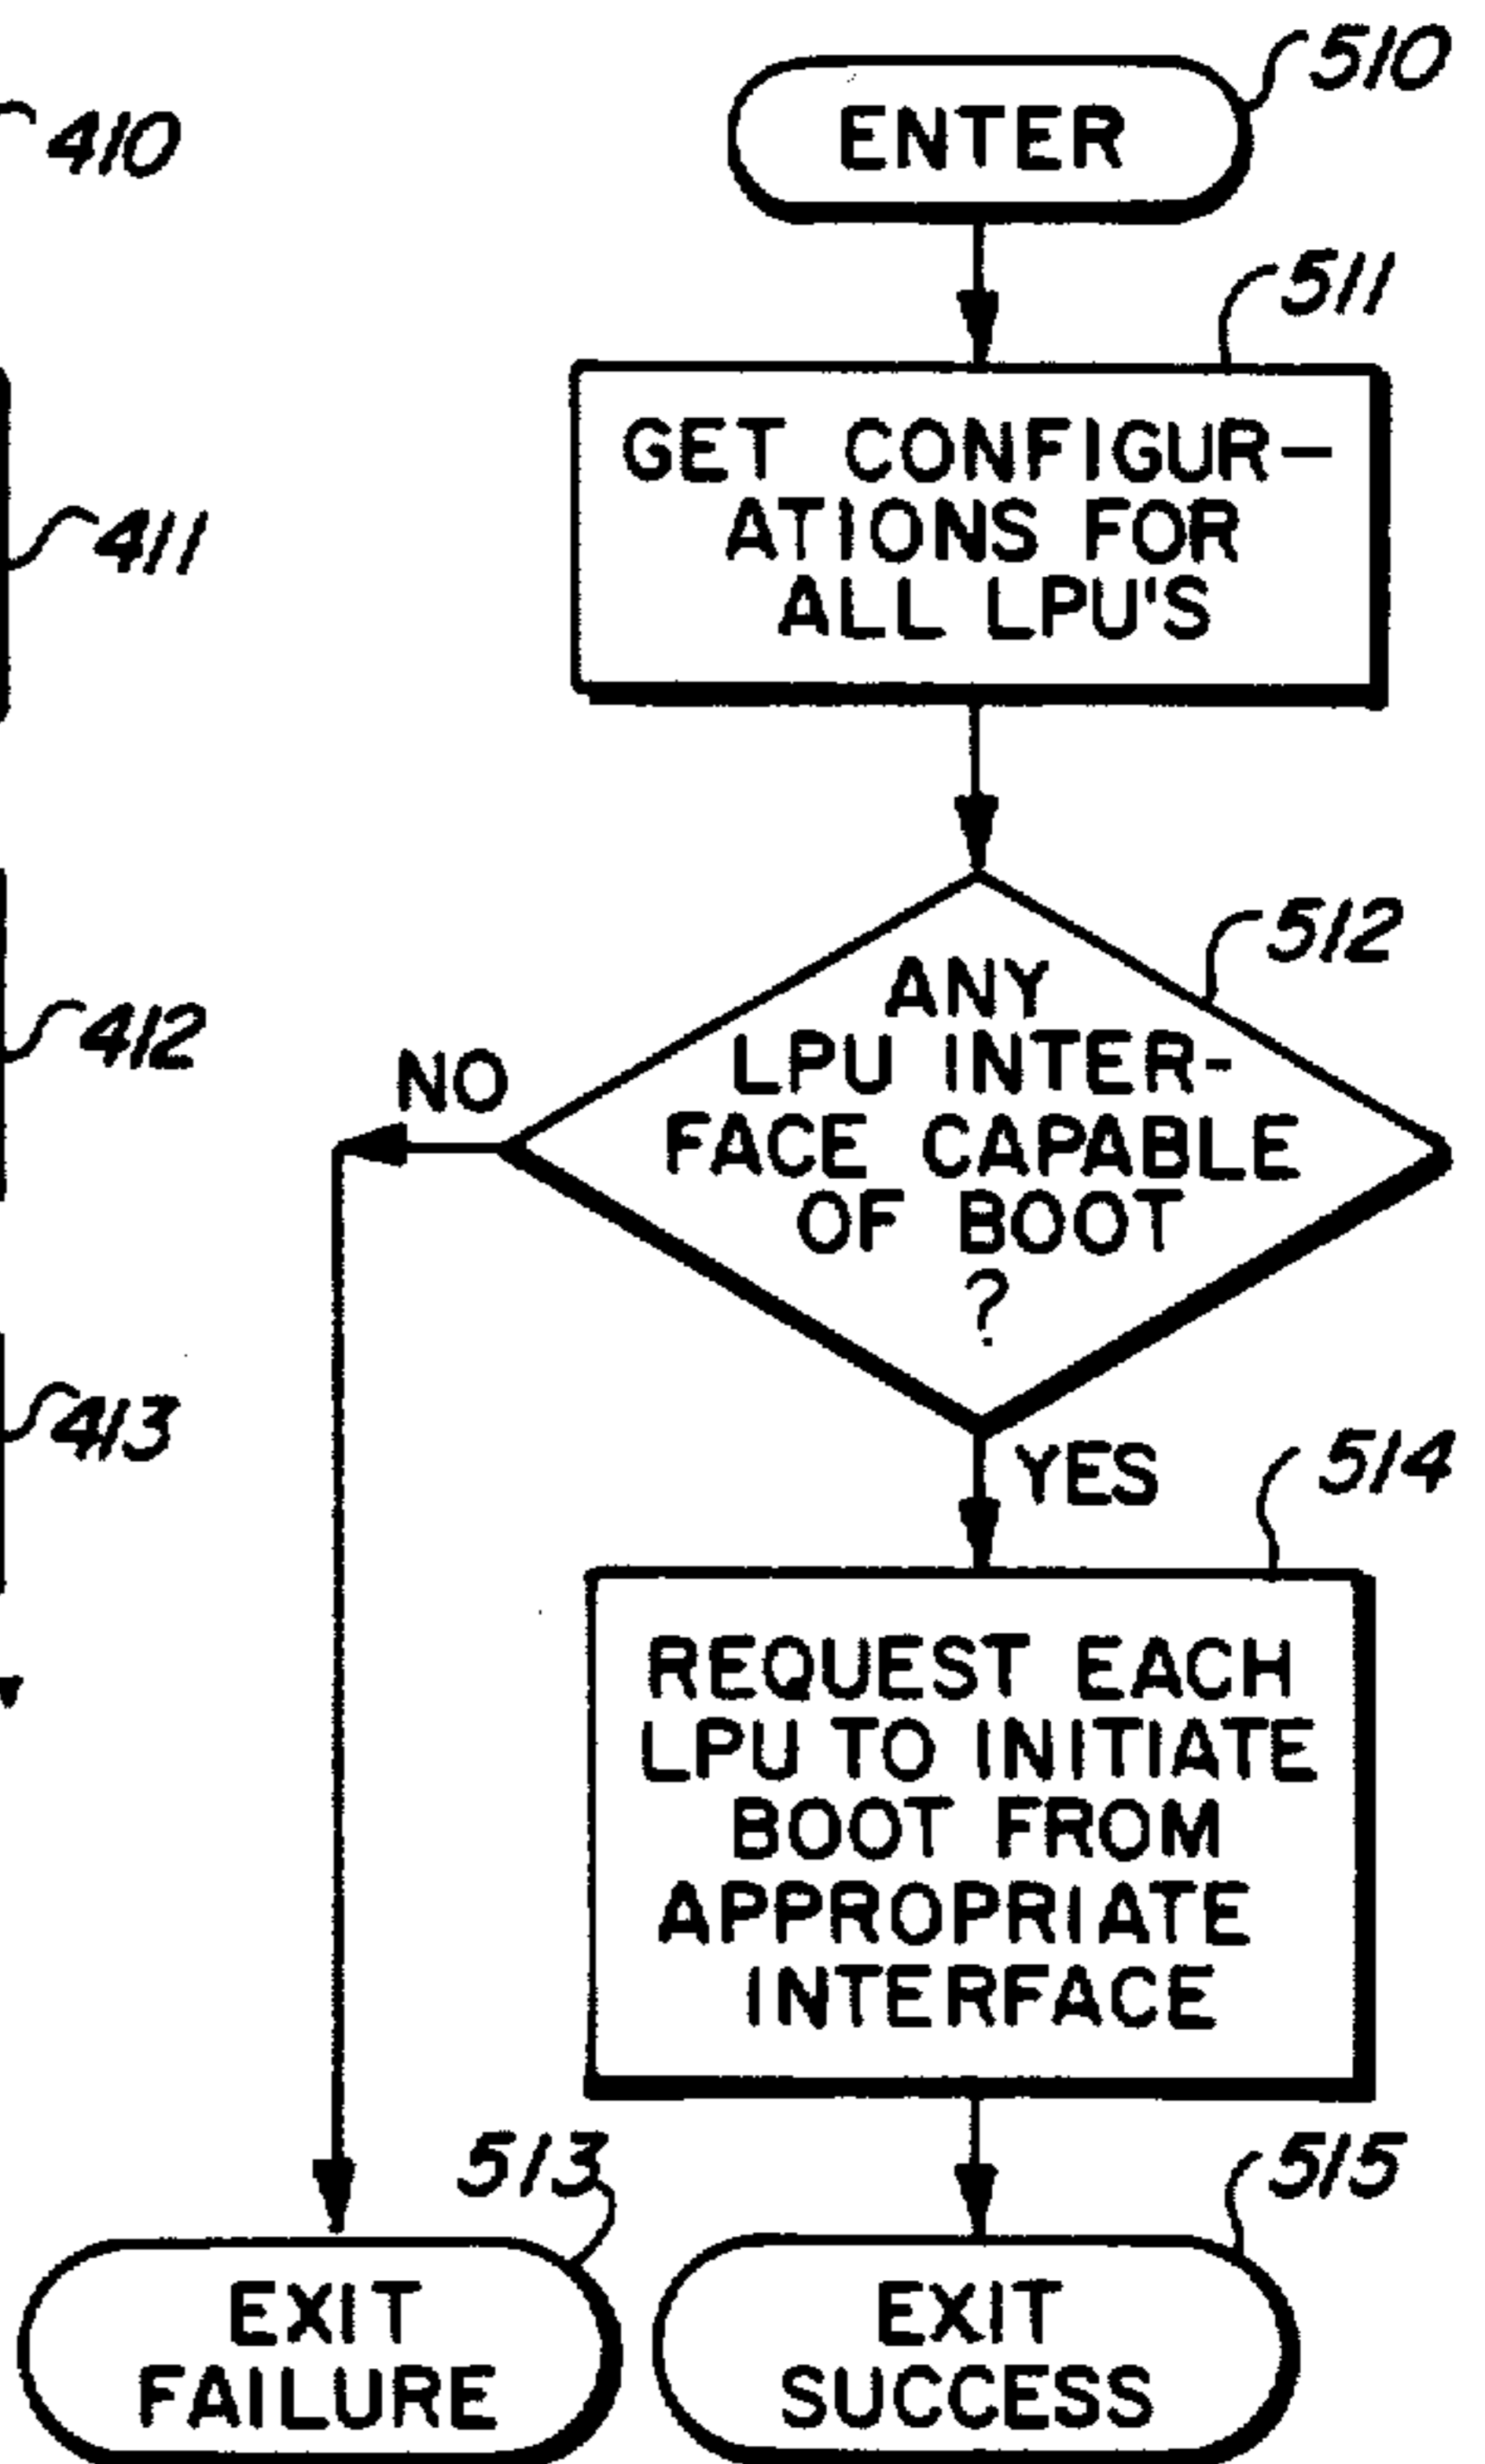 510
ENTER
410
511
GET CONFIGUR-
ATIONS FOR
ALL LPU'S
411
512
ANY
LPU INTER-
FACE CAPABLE
OF BOOT
?
412
NO
413
YES
514
REQUEST EACH
LPU TO INITIATE
BOOT FROM
APPROPRIATE
INTERFACE
513
515
EXIT
FAILURE
EXIT
SUCCESS